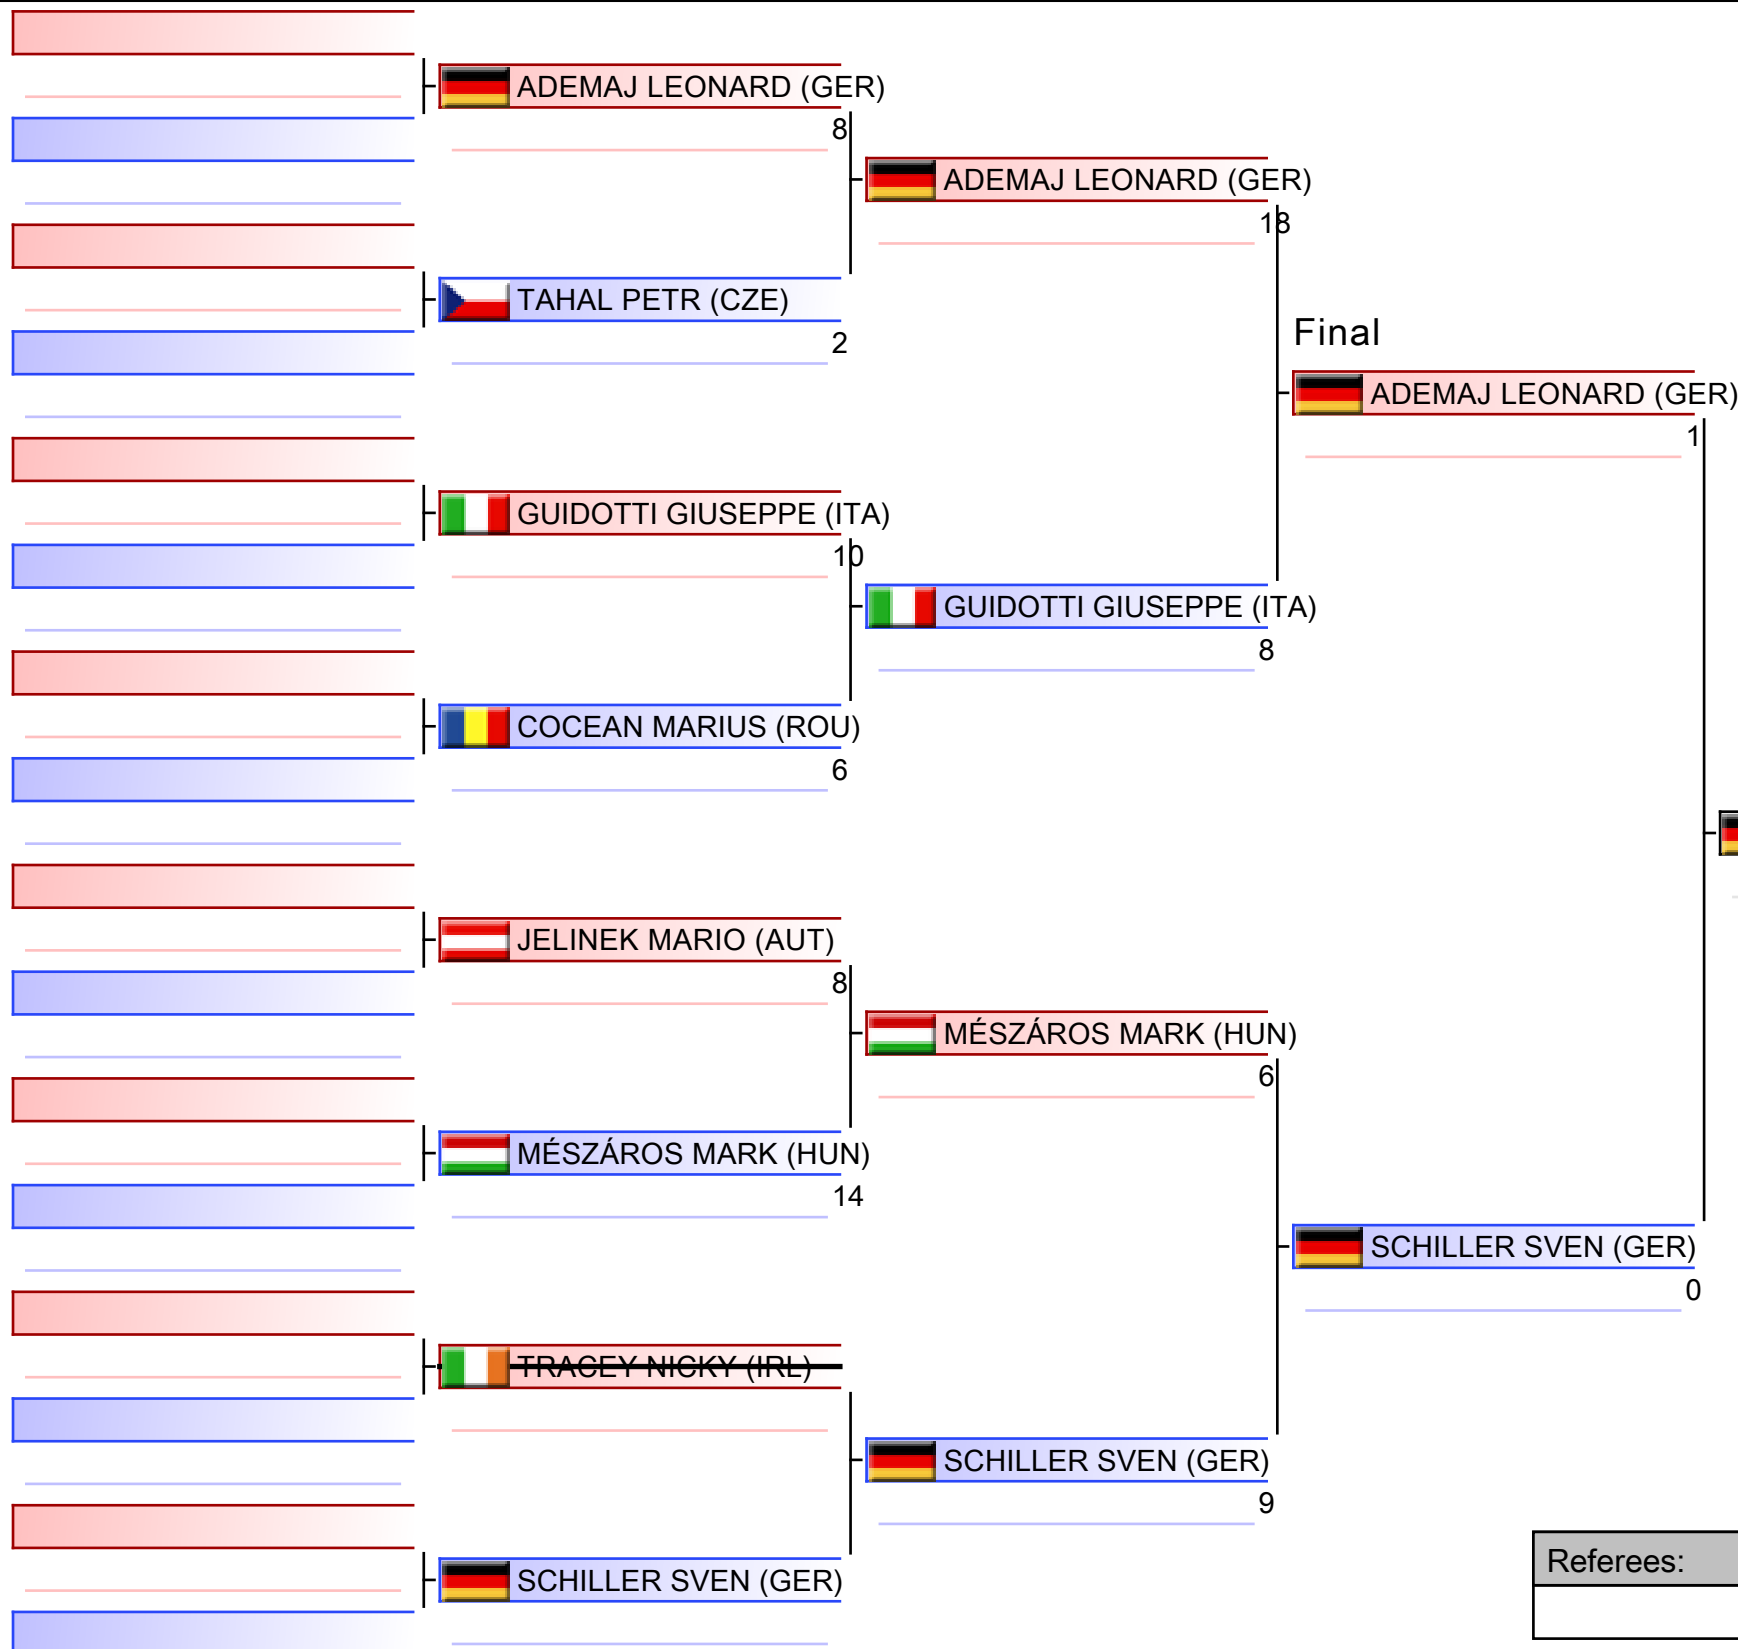 ADEMAJ LEONARD (GER)
8
TAHAL PETR (CZE)
2
GUIDOTTI GIUSEPPE (ITA)
10
COCEAN MARIUS (ROU)
6
JELINEK MARIO (AUT)
8
MÉSZÁROS MARK (HUN)
14
TRACEY NICKY (IRL)
SCHILLER SVEN (GER)
ADEMAJ LEONARD (GER)
18
GUIDOTTI GIUSEPPE (ITA)
8
MÉSZÁROS MARK (HUN)
6
SCHILLER SVEN (GER)
9
Final
ADEMAJ LEONARD (GER)
1
SCHILLER SVEN (GER)
0
Referees: